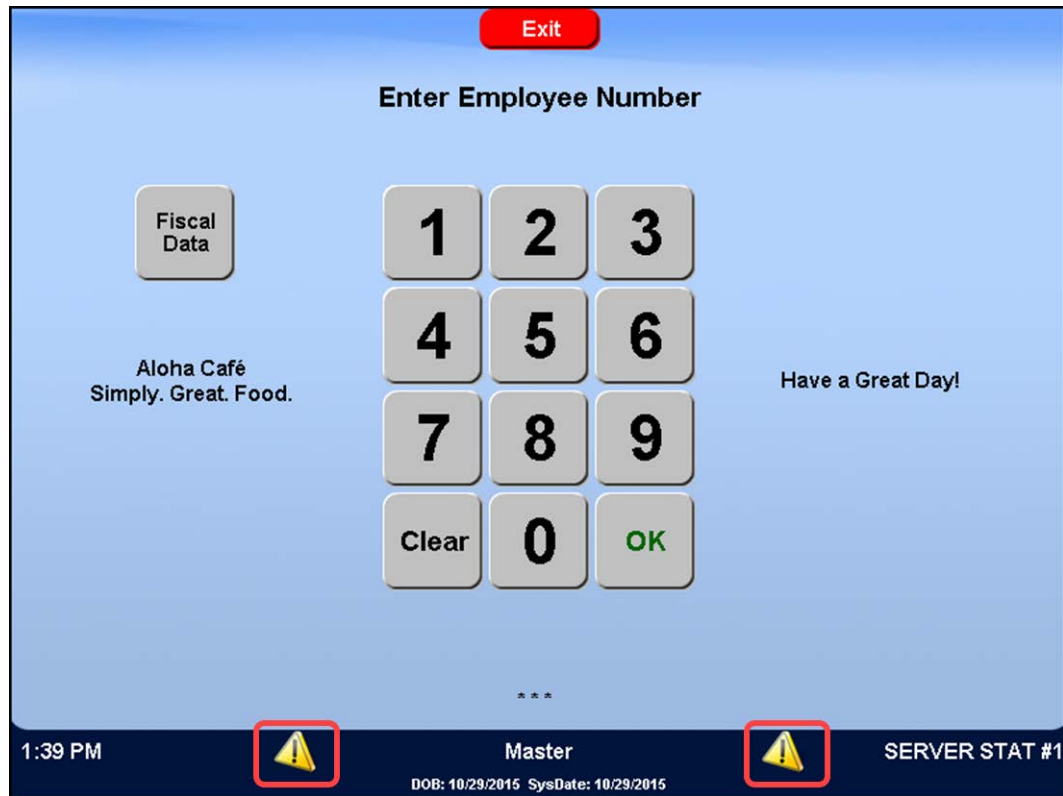 Exit
Enter Employee Number
Fiscal
Data
1 2 3
4 5 6
Aloha Café
Simply. Great. Food.
Have a Great Day!
7 8 9
Clear 0 OK
* * *
1:39 PM
Master
SERVER STAT #1
DOB: 10/29/2015 SysDate: 10/29/2015